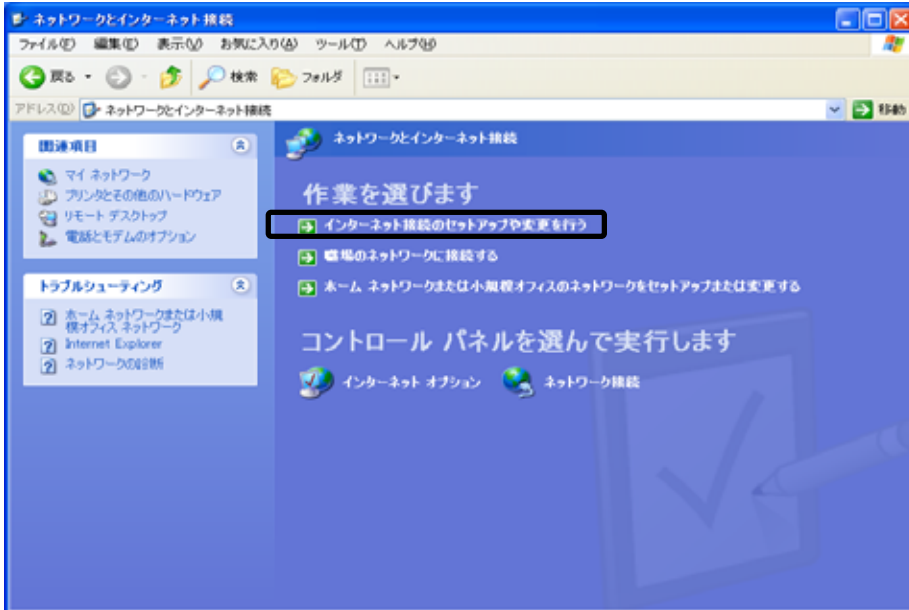 ネットワークとインターネット接続
ファイル(F) 編集(E) 表示(V) お気に入り(A) ツール(T) ヘルプ(H)
戻る 検索 フォルダ
アドレス(D) ネットワークとインターネット接続 移動
関連項目
マイ ネットワーク
プリンタとその他のハードウェア
リモート デスクトップ
電話とモデムのオプション
トラブルシューティング
ホーム ネットワークまたは小規
模オフィス ネットワーク
Internet Explorer
ネットワークの診断
ネットワークとインターネット接続
作業を選びます
インターネット接続のセットアップや変更を行う
職場のネットワークに接続する
ホーム ネットワークまたは小規模オフィスのネットワークをセットアップまたは変更する
コントロール パネルを選んで実行します
インターネット オプション ネットワーク接続